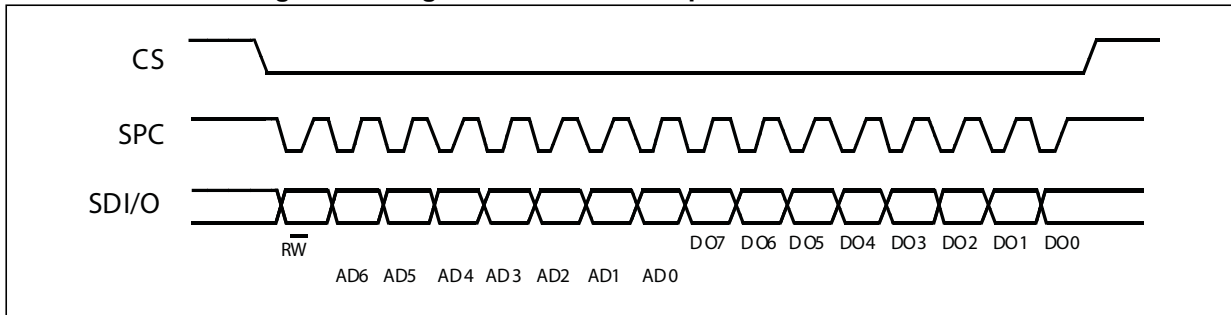 CS
SPC
SDI/O
RW
DO7 DO6 DO5 DO4 DO3 DO2 DO1 DO0
AD6 AD5 AD4 AD3 AD2 AD1 AD0